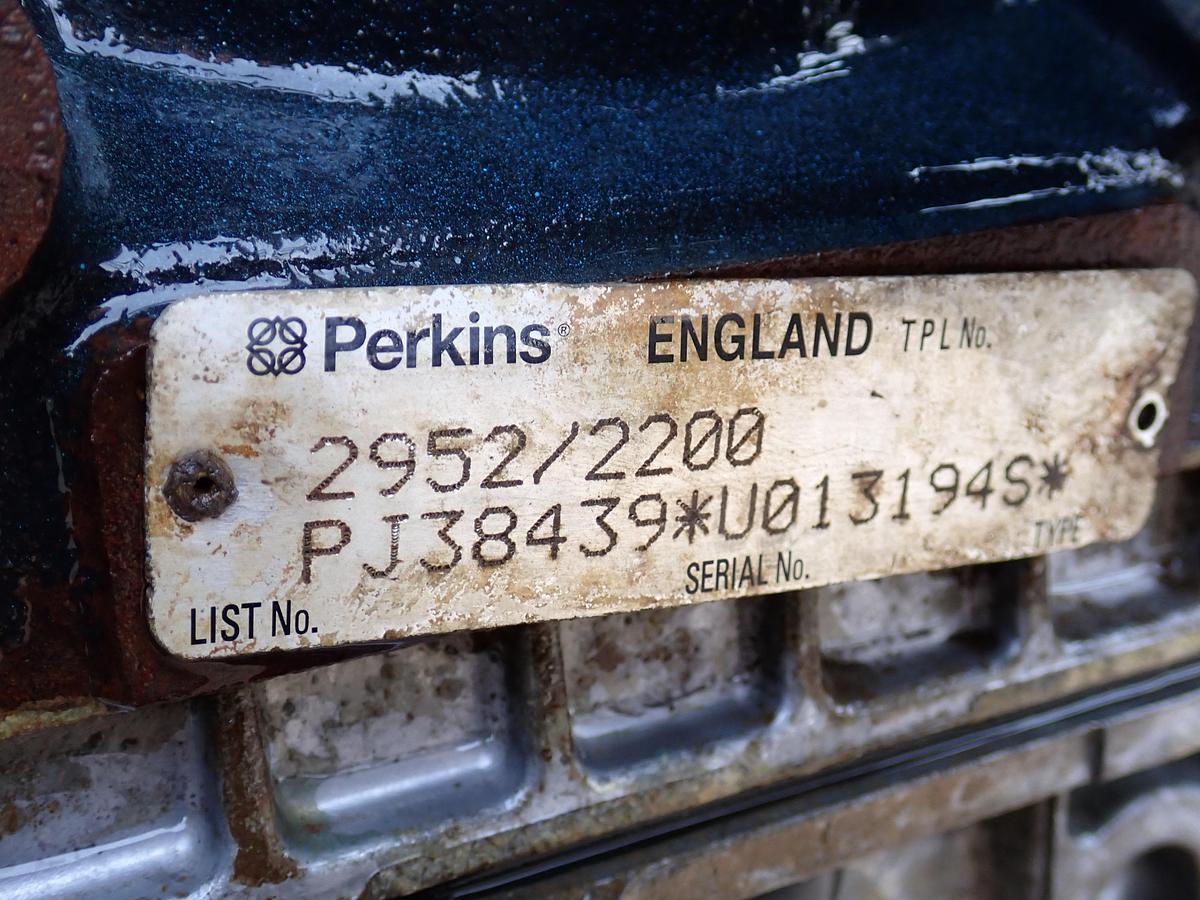 Perkins® ENGLAND TPL No.
2952/2200
PJ38439*U013194S*
LIST No. SERIAL No. TYPE